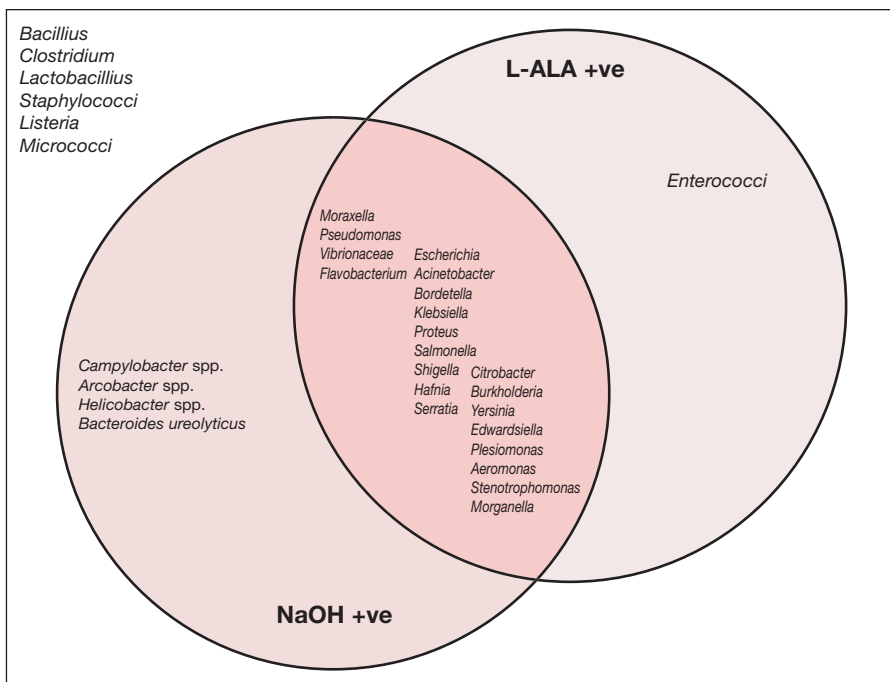 Bacillius
Clostridium
Lactobacillius
Staphylococci
Listeria
Micrococci
L-ALA +ve
Enterococci
Moraxella
Pseudomonas
Vibrionaceae
Flavobacterium
Escherichia
Acinetobacter
Bordetella
Klebsiella
Proteus
Salmonella
Shigella
Hafnia
Serratia
Citrobacter
Burkholderia
Yersinia
Edwardsiella
Plesiomonas
Aeromonas
Stenotrophomonas
Morganella
Campylobacter spp.
Arcobacter spp.
Helicobacter spp.
Bacteroides ureolyticus
NaOH +ve